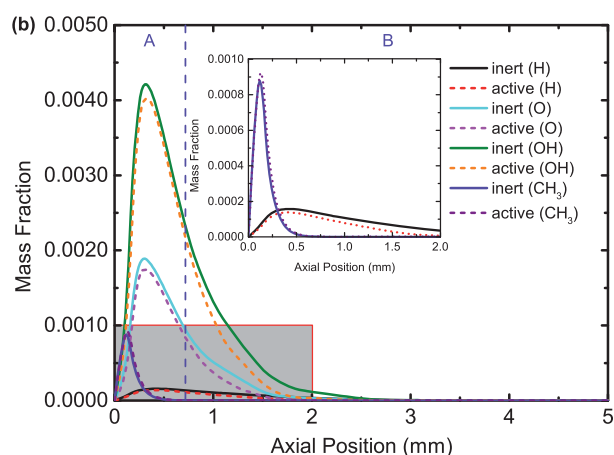 (b)
A
B
0.0050
0.0040
0.0030
0.0020
0.0010
0.0000
Mass Fraction
0
1
2
3
4
5
Axial Position (mm)
0.0010
0.0008
0.0006
0.0004
0.0002
0.0000
Mass Fraction
0.0
0.5
1.0
1.5
2.0
Axial Position (mm)
inert (H)
active (H)
inert (O)
active (O)
inert (OH)
active (OH)
inert (CH₃)
active (CH₃)